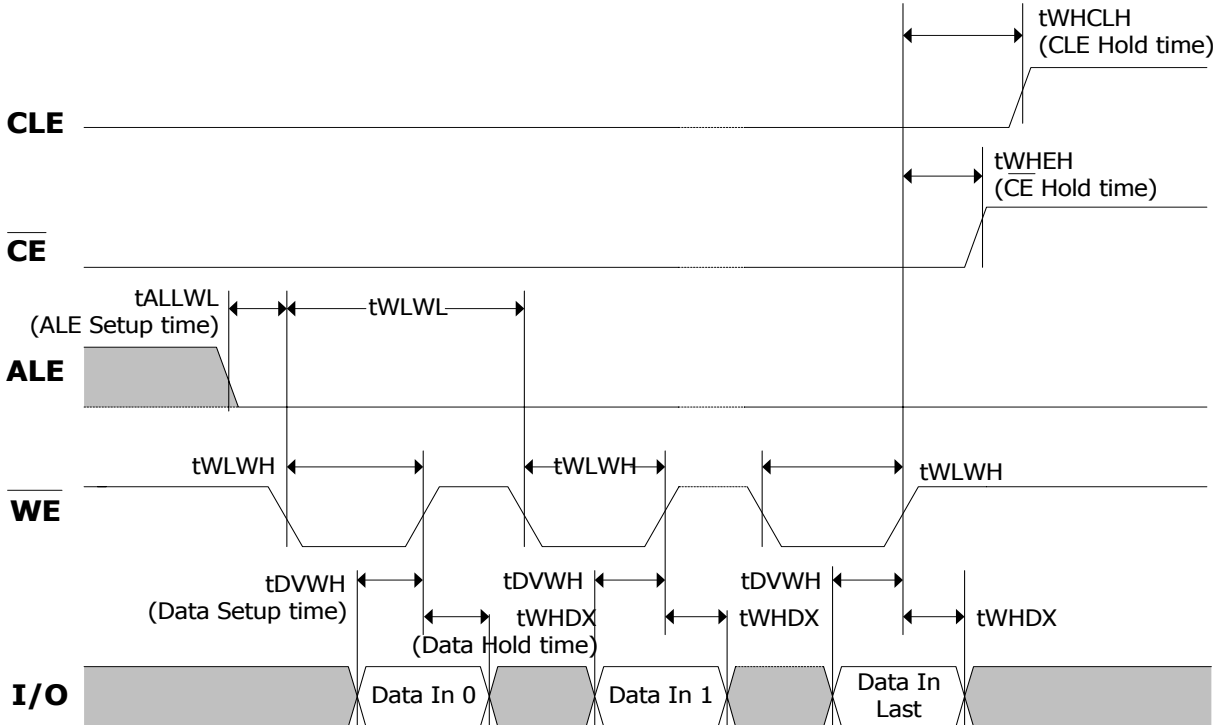 tWHCLH
(CLE Hold time)
CLE
tWHEH
(CE Hold time)
CE
tALLWL
(ALE Setup time)
tWLWL
ALE
tWLWH
tWLWH
tWLWH
WE
tDVWH
(Data Setup time)
tDVWH
tDVWH
tWHDX
(Data Hold time)
tWHDX
tWHDX
I/O
Data In 0
Data In 1
Data In
Last